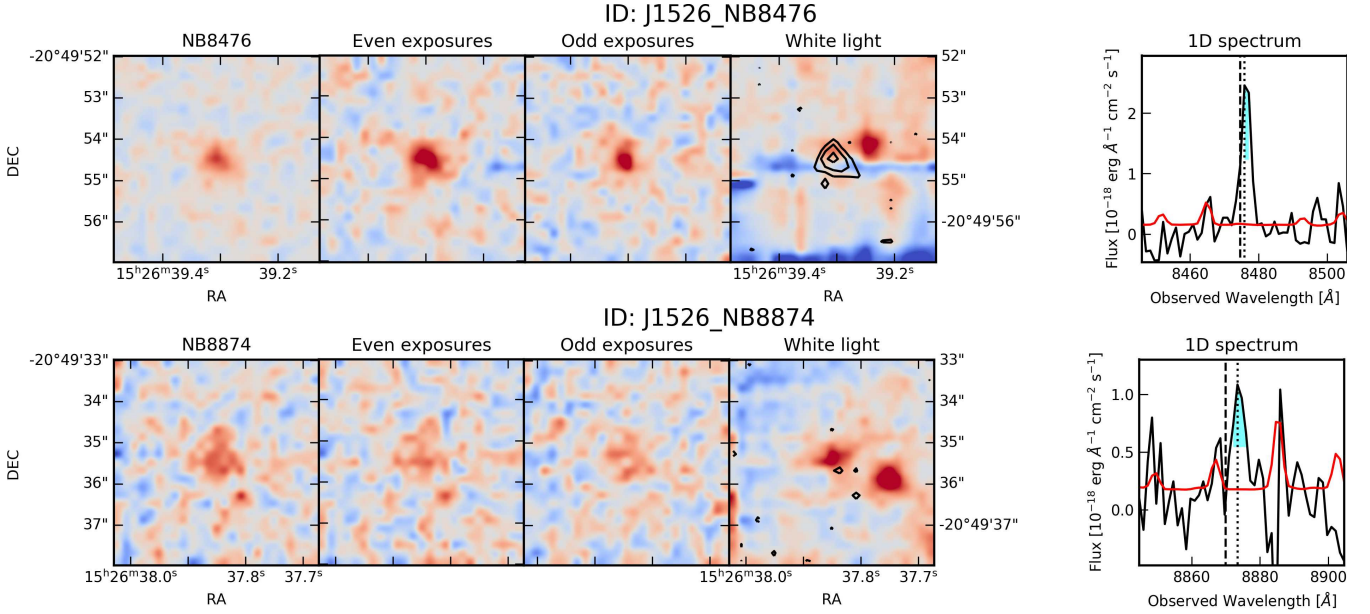 ID: J1526_NB8476
NB8476 Even exposures Odd exposures White light 1D spectrum
-20°49'52" 52"
53" 53"
54" 54"
55" 55"
56" -20°49'56"
DEC
15ʰ26ᵐ39.4ˢ 39.2ˢ 15ʰ26ᵐ39.4ˢ 39.2ˢ
RA RA
Flux [10⁻¹⁸ erg Å⁻¹ cm⁻² s⁻¹]
2
1
0
8460 8480 8500
Observed Wavelength [Å]
ID: J1526_NB8874
NB8874 Even exposures Odd exposures White light 1D spectrum
-20°49'33" 33"
34" 34"
35" 35"
36" 36"
37" -20°49'37"
DEC
15ʰ26ᵐ38.0ˢ 37.8ˢ 37.7ˢ 15ʰ26ᵐ38.0ˢ 37.8ˢ 37.7ˢ
RA RA
Flux [10⁻¹⁸ erg Å⁻¹ cm⁻² s⁻¹]
1.0
0.5
0.0
8860 8880 8900
Observed Wavelength [Å]